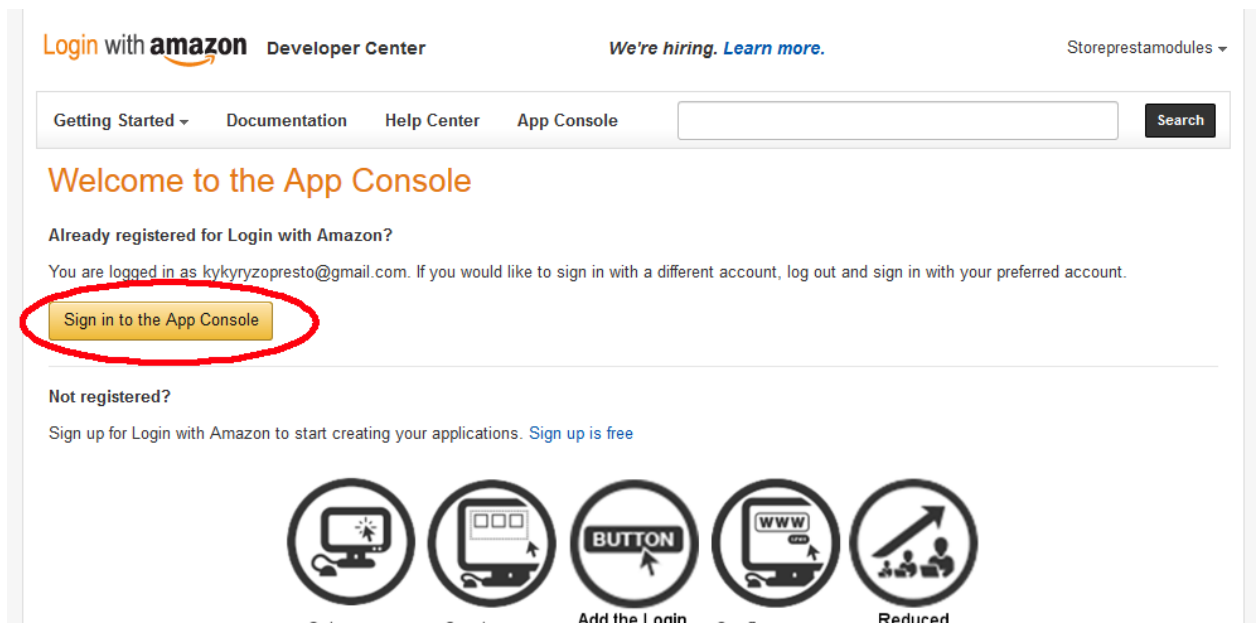 Login with amazon Developer Center We're hiring. Learn more. Storeprestamodules
Getting Started Documentation Help Center App Console Search
Welcome to the App Console
Already registered for Login with Amazon?
You are logged in as kykyryzopresto@gmail.com. If you would like to sign in with a different account, log out and sign in with your preferred account.
Sign in to the App Console
Not registered?
Sign up for Login with Amazon to start creating your applications. Sign up is free
BUTTON WWW
Add the Login Reduced